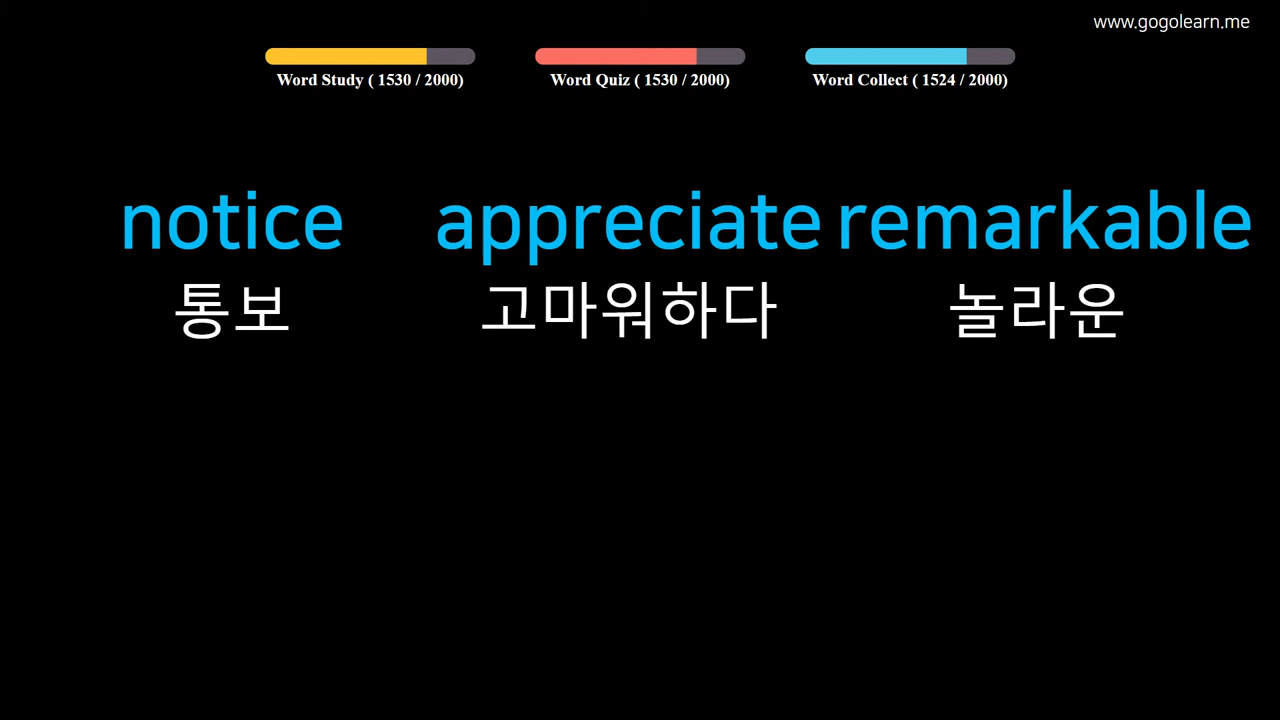 www.gogolearn.me
Word Study ( 1530 / 2000) Word Quiz ( 1530 / 2000) Word Collect ( 1524 / 2000)
notice appreciate remarkable
통보 고마워하다 놀라운